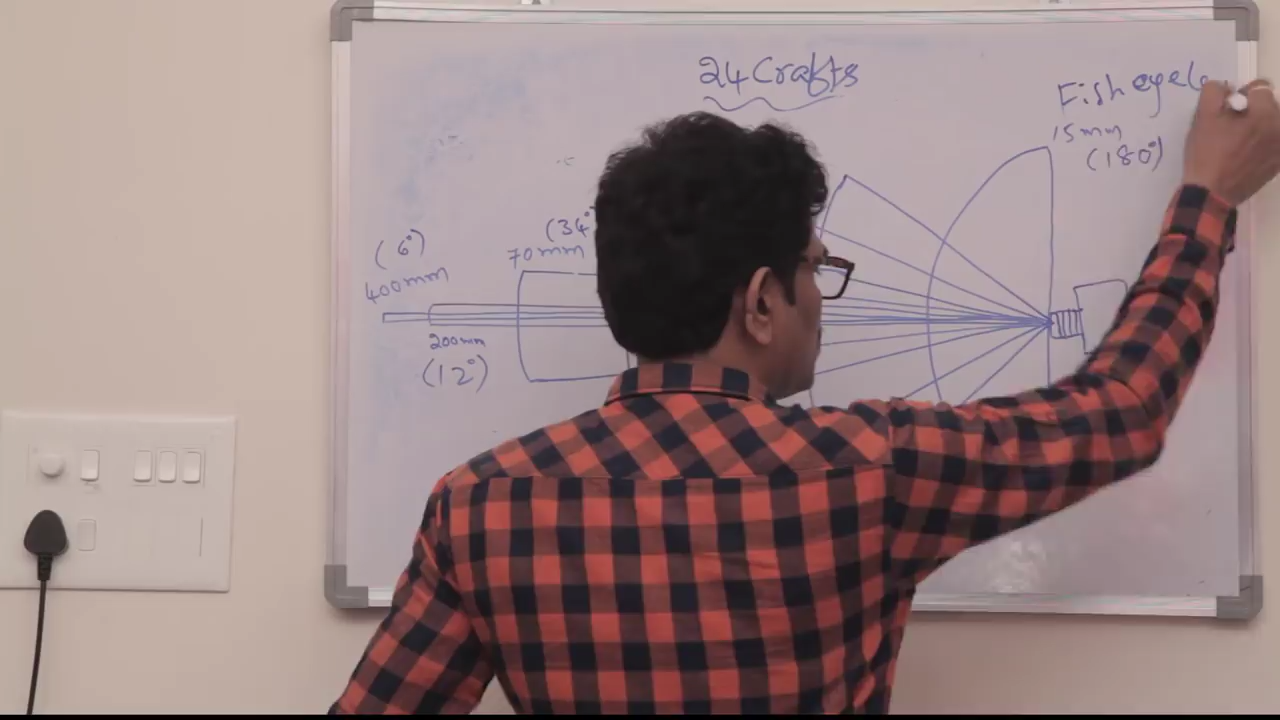 24 Crafts
Fish eye
15mm
(180°)
(6°)
400mm
(34°
70mm
200mm
(12°)